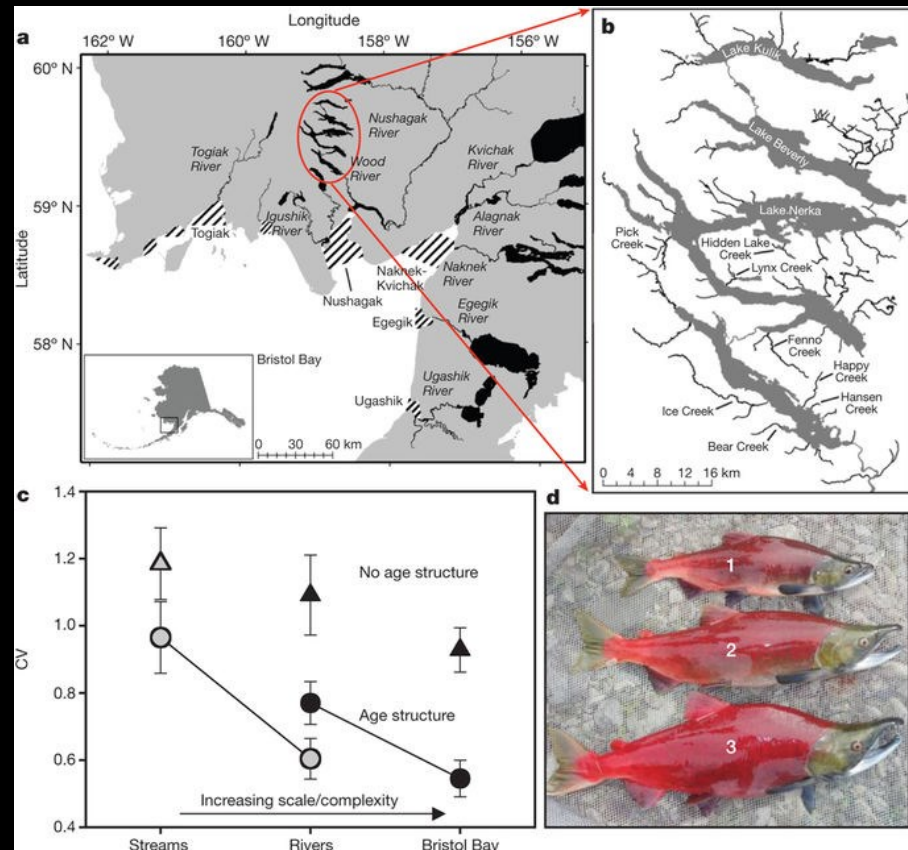 Longitude
a
162° W
160° W
158° W
156° W
60° N
59° N
58° N
Latitude
Togiak
River
Nushagak
River
Wood
River
Kvichak
River
Igushik
River
Alagnak
River
Togiak
Naknek-
Kvichak
Naknek
River
Nushagak
Egegik
River
Egegik
Ugashik
River
Ugashik
Bristol Bay
0 20 40 60 km
b
Lake Kulik
Lake Beverly
Lake Nerka
Pick
Creek
Hidden Lake
Creek
Lynx Creek
Fenno
Creek
Happy
Creek
Hansen
Creek
Ice Creek
Bear Creek
0 4 8 12 16 km
c
1.4
1.2
1.0
0.8
0.6
0.4
CV
No age structure
Age structure
Increasing scale/complexity
Streams
Rivers
Bristol Bay
d
1
2
3